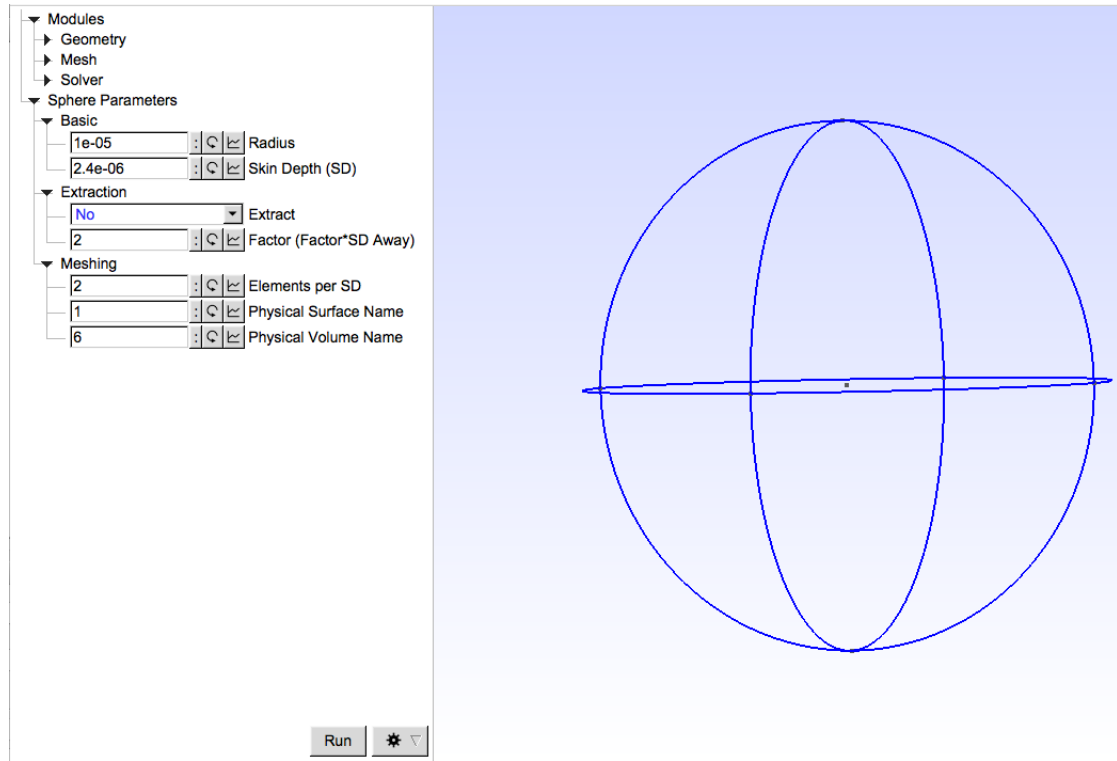 Modules
Geometry
Mesh
Solver
Sphere Parameters
Basic
1e-05 : Radius
2.4e-06 : Skin Depth (SD)
Extraction
No Extract
2 : Factor (Factor*SD Away)
Meshing
2 : Elements per SD
1 : Physical Surface Name
6 : Physical Volume Name
Run